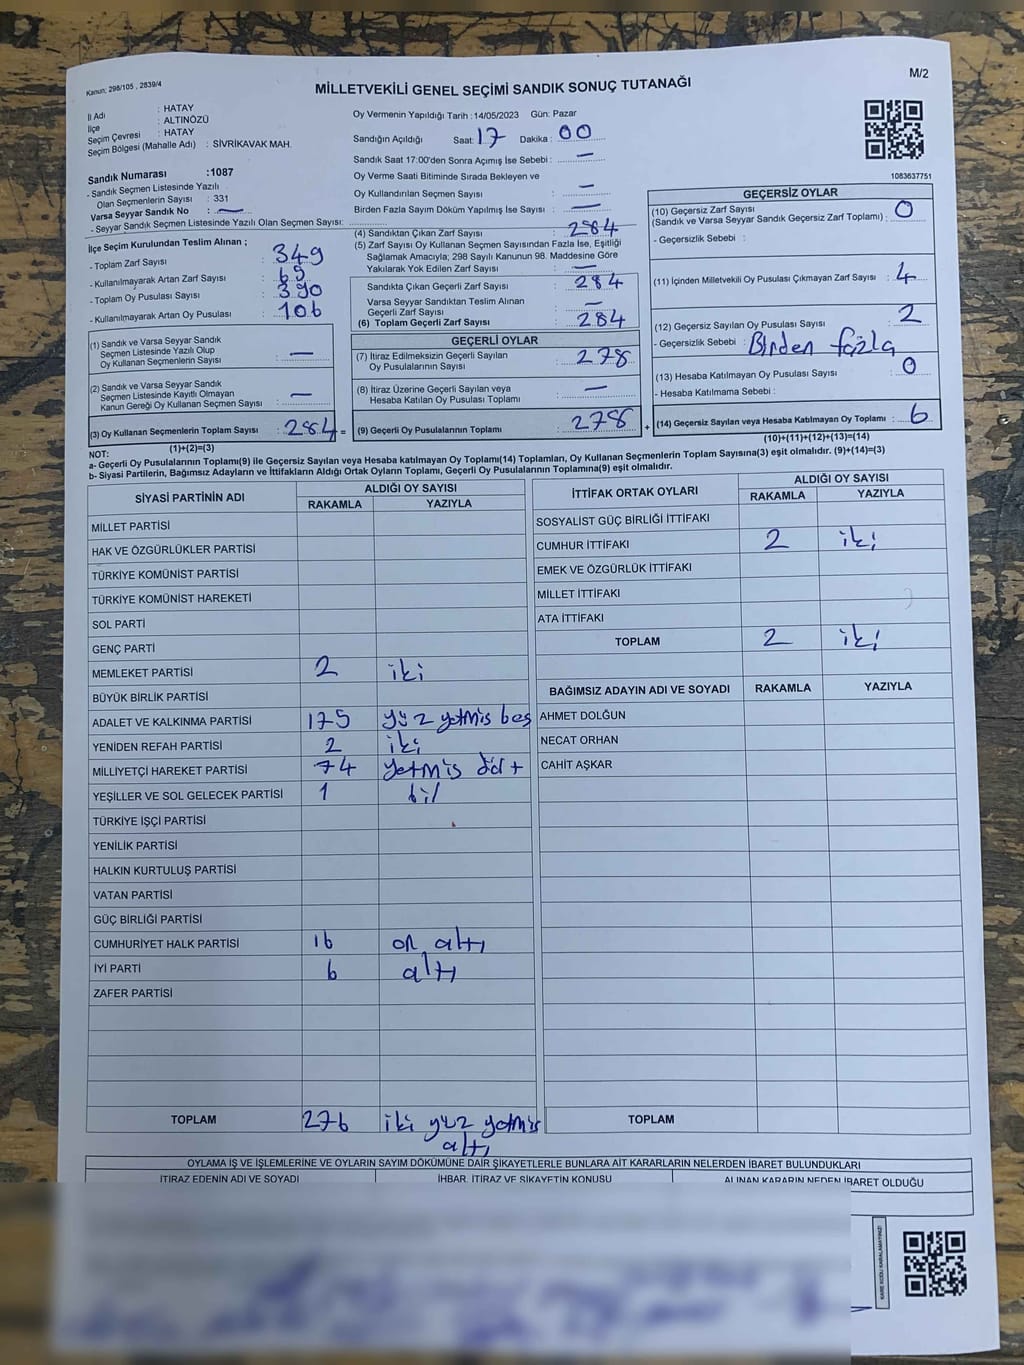 Kanun: 298/105 , 2839/4
MİLLETVEKİLİ GENEL SEÇİMİ SANDIK SONUÇ TUTANAĞI
M/2
İl Adı : HATAY
İlçe : ALTINÖZÜ
Seçim Çevresi : HATAY
Seçim Bölgesi (Mahalle Adı) : SİVRİKAVAK MAH.
Oy Vermenin Yapıldığı Tarih :14/05/2023 Gün: Pazar
Sandığın Açıldığı Saat: 17 Dakika : 00
Sandık Saat 17:00'den Sonra Açımış İse Sebebi : —
Oy Verme Saati Bitiminde Sırada Bekleyen ve
Oy Kullandırılan Seçmen Sayısı : —
Birden Fazla Sayım Döküm Yapılmış İse Sayısı : —
1083637751
Sandık Numarası :1087
- Sandık Seçmen Listesinde Yazılı
Olan Seçmenlerin Sayısı : 331
Varsa Seyyar Sandık No : —
- Seyyar Sandık Seçmen Listesinde Yazılı Olan Seçmen Sayısı:
İlçe Seçim Kurulundan Teslim Alınan ;
- Toplam Zarf Sayısı : 349
- Kullanılmayarak Artan Zarf Sayısı : 65
- Toplam Oy Pusulası Sayısı : 390
- Kullanılmayarak Artan Oy Pusulası : 106
(1) Sandık ve Varsa Seyyar Sandık
Seçmen Listesinde Yazılı Olup
Oy Kullanan Seçmenlerin Sayısı : —
(2) Sandık ve Varsa Seyyar Sandık
Seçmen Listesinde Kayıtlı Olmayan
Kanun Gereği Oy Kullanan Seçmen Sayısı : —
(3) Oy Kullanan Seçmenlerin Toplam Sayısı : 284 =
(1)+(2)=(3)
(4) Sandıktan Çıkan Zarf Sayısı : 284
(5) Zarf Sayısı Oy Kullanan Seçmen Sayısından Fazla İse, Eşitliği
Sağlamak Amacıyla; 298 Sayılı Kanunun 98. Maddesine Göre
Yakılarak Yok Edilen Zarf Sayısı : —
Sandıkta Çıkan Geçerli Zarf Sayısı : 284
Varsa Seyyar Sandıktan Teslim Alınan
Geçerli Zarf Sayısı : —
(6) Toplam Geçerli Zarf Sayısı : 284
GEÇERLİ OYLAR
(7) İtiraz Edilmeksizin Geçerli Sayılan
Oy Pusulalarının Sayısı : 278
(8) İtiraz Üzerine Geçerli Sayılan veya
Hesaba Katılan Oy Pusulası Toplamı : —
(9) Geçerli Oy Pusulalarının Toplamı : 278 +
GEÇERSİZ OYLAR
(10) Geçersiz Zarf Sayısı
(Sandık ve Varsa Seyyar Sandık Geçersiz Zarf Toplamı) : 0
- Geçersizlik Sebebi :
(11) İçinden Milletvekili Oy Pusulası Çıkmayan Zarf Sayısı : 4
(12) Geçersiz Sayılan Oy Pusulası Sayısı : 2
- Geçersizlik Sebebi : Birden fazla
(13) Hesaba Katılmayan Oy Pusulası Sayısı : 0
- Hesaba Katılmama Sebebi :
(14) Geçersiz Sayılan veya Hesaba Katılmayan Oy Toplamı : 6
(10)+(11)+(12)+(13)=(14)
NOT:
a- Geçerli Oy Pusulalarının Toplamı(9) ile Geçersiz Sayılan veya Hesaba Katılmayan Oy Toplamı(14) Toplamları, Oy Kullanan Seçmenlerin Toplam Sayısına(3) eşit olmalıdır. (9)+(14)=(3)
b- Siyasi Partilerin, Bağımsız Adayların ve İttifakların Aldığı Ortak Oyların Toplamı, Geçerli Oy Pusulalarının Toplamına(9) eşit olmalıdır.
SİYASİ PARTİNİN ADI
ALDIĞI OY SAYISI
RAKAMLA YAZIYLA
MİLLET PARTİSİ
HAK VE ÖZGÜRLÜKLER PARTİSİ
TÜRKİYE KOMÜNİST PARTİSİ
TÜRKİYE KOMÜNİST HAREKETİ
SOL PARTİ
GENÇ PARTİ
MEMLEKET PARTİSİ 2 iki
BÜYÜK BİRLİK PARTİSİ
ADALET VE KALKINMA PARTİSİ 175 yüz yetmis beş
YENİDEN REFAH PARTİSİ 2 iki
MİLLİYETÇİ HAREKET PARTİSİ 74 yetmis dört
YEŞİLLER VE SOL GELECEK PARTİSİ 1 bir
TÜRKİYE İŞÇİ PARTİSİ
YENİLİK PARTİSİ
HALKIN KURTULUŞ PARTİSİ
VATAN PARTİSİ
GÜÇ BİRLİĞİ PARTİSİ
CUMHURİYET HALK PARTİSİ 16 on altı
İYİ PARTİ 6 altı
ZAFER PARTİSİ
TOPLAM 276 iki yüz yetmis
altı
İTTİFAK ORTAK OYLARI
ALDIĞI OY SAYISI
RAKAMLA YAZIYLA
SOSYALİST GÜÇ BİRLİĞİ İTTİFAKI
CUMHUR İTTİFAKI 2 iki
EMEK VE ÖZGÜRLÜK İTTİFAKI
MİLLET İTTİFAKI
ATA İTTİFAKI
TOPLAM 2 iki
BAĞIMSIZ ADAYIN ADI VE SOYADI RAKAMLA YAZIYLA
AHMET DOLĞUN
NECAT ORHAN
CAHİT AŞKAR
TOPLAM
OYLAMA İŞ VE İŞLEMLERİNE VE OYLARIN SAYIM DÖKÜMÜNE DAİR ŞİKAYETLERLE BUNLARA AİT KARARLARIN NELERDEN İBARET BULUNDUKLARI
İTİRAZ EDENİN ADI VE SOYADI
İHBAR, İTİRAZ VE ŞİKAYETİN KONUSU
ALINAN KARARIN NEDEN İBARET OLDUĞU
KARE KODU KARALAMAYINIZ!